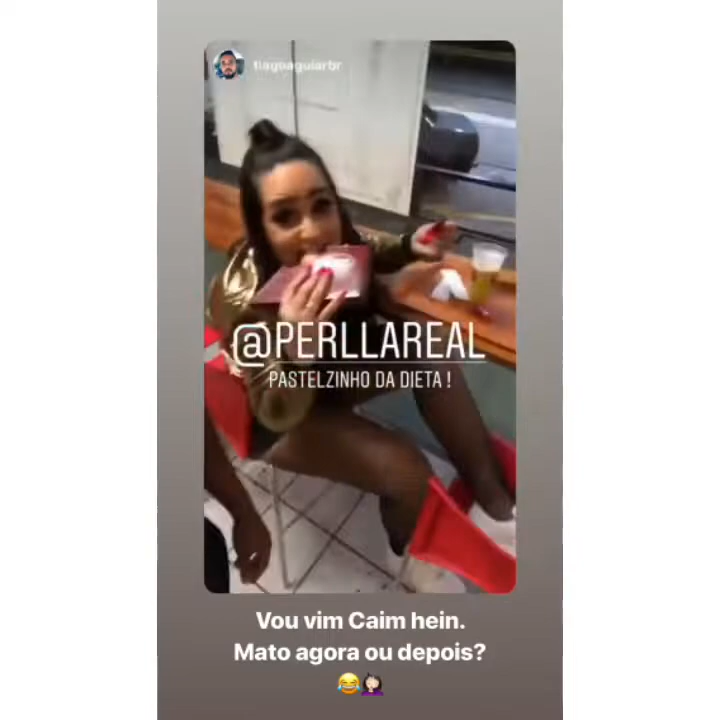 tiagoaguiarbr
@PERLLAREAL
PASTELZINHO DA DIETA !
Vou vim Caim hein.
Mato agora ou depois?
😂🤦🏻‍♀️